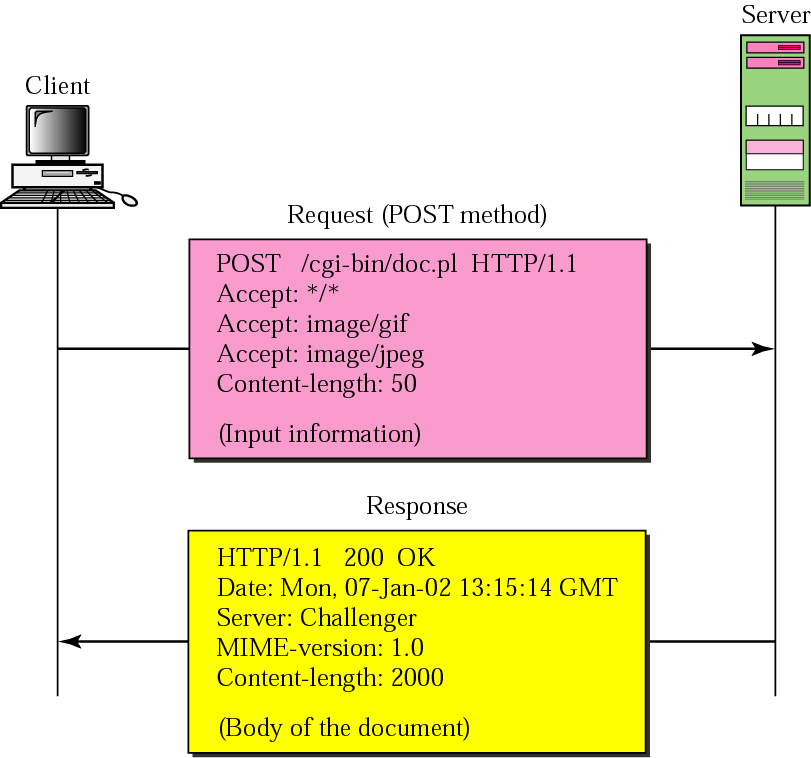 Server
Client
Request (POST method)
POST /cgi-bin/doc.pl HTTP/1.1
Accept: */*
Accept: image/gif
Accept: image/jpeg
Content-length: 50
(Input information)
Response
HTTP/1.1 200 OK
Date: Mon, 07-Jan-02 13:15:14 GMT
Server: Challenger
MIME-version: 1.0
Content-length: 2000
(Body of the document)